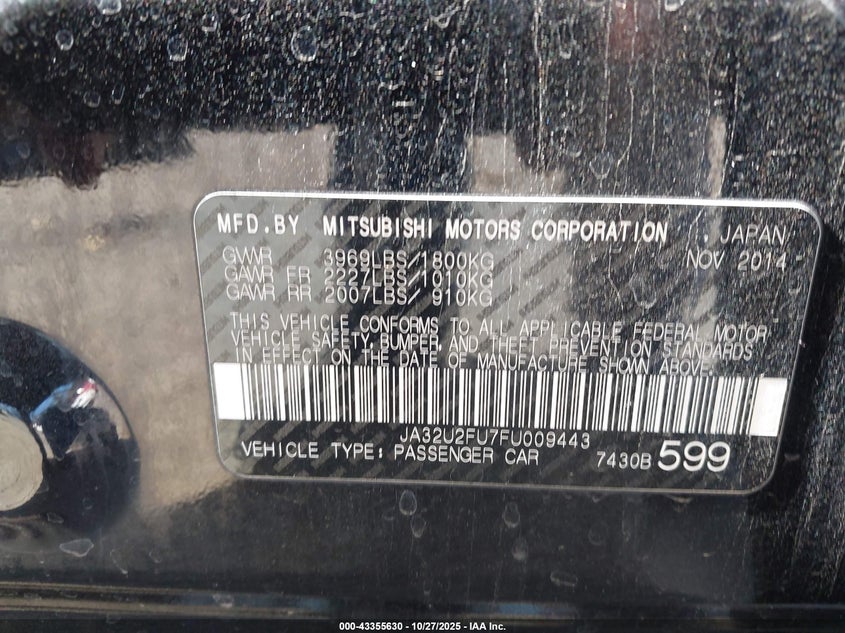 MFD.BY MITSUBISHI MOTORS CORPORATION , JAPAN
GVWR 3969LBS/1800KG NOV 2014
GAWR FR 2227LBS/1010KG
GAWR RR 2007LBS/ 910KG
THIS VEHICLE CONFORMS TO ALL APPLICABLE FEDERAL MOTOR
VEHICLE SAFETY, BUMPER, AND THEFT PREVENTION STANDARDS
IN EFFECT ON THE DATE OF MANUFACTURE SHOWN ABOVE.
JA32U2FU7FU009443
VEHICLE TYPE: PASSENGER CAR 7430B 599
000-43355630 - 10/27/2025 - IAA Inc.